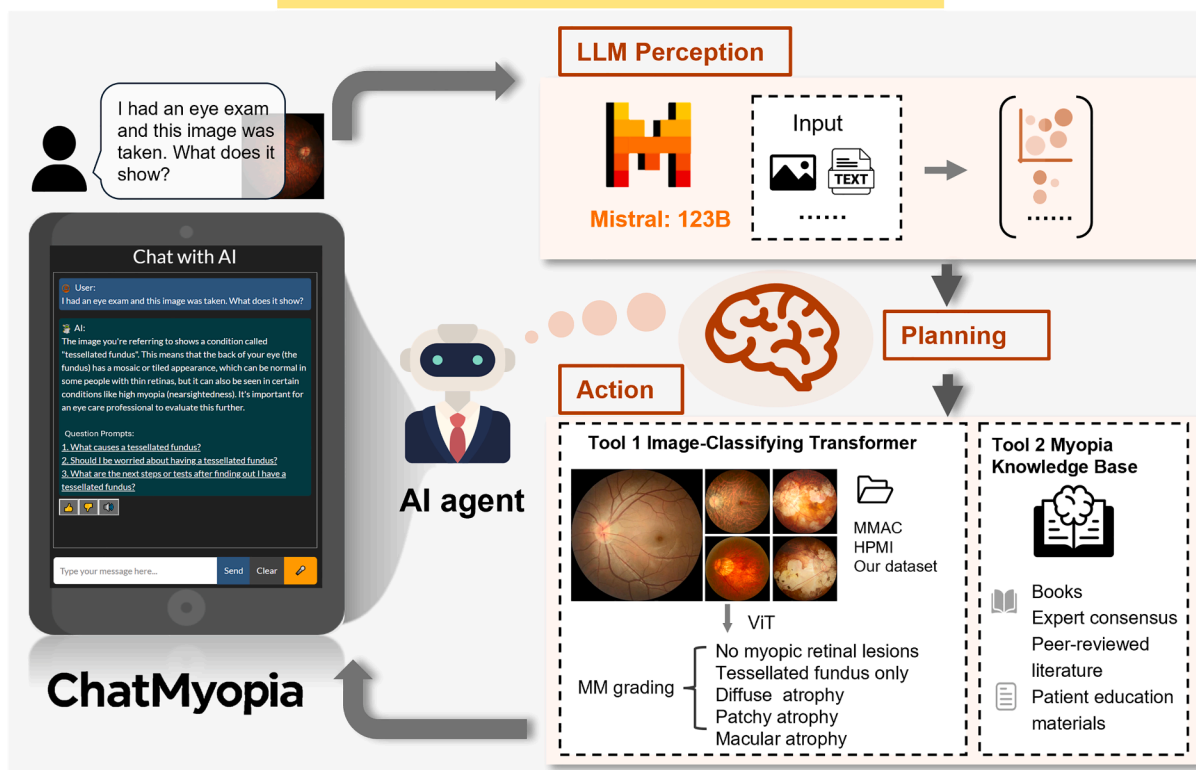 LLM Perception
I had an eye exam
and this image was
taken. What does it
show?
Input
TEXT
......
Mistral: 123B
......
Chat with AI
User:
I had an eye exam and this image was taken. What does it show?
AI:
The image you're referring to shows a condition called
"tessellated fundus". This means that the back of your eye (the
fundus) has a mosaic or tiled appearance, which can be normal in
some people with thin retinas, but it can also be seen in certain
conditions like high myopia (nearsightedness). It's important for
an eye care professional to evaluate this further.
Question Prompts:
1. What causes a tessellated fundus?
2. Should I be worried about having a tessellated fundus?
3. What are the next steps or tests after finding out I have a
tessellated fundus?
Type your message here...
Send
Clear
ChatMyopia
AI agent
Planning
Action
Tool 1 Image-Classifying Transformer
MMAC
HPMI
Our dataset
ViT
MM grading
No myopic retinal lesions
Tessellated fundus only
Diffuse atrophy
Patchy atrophy
Macular atrophy
Tool 2 Myopia
Knowledge Base
Books
Expert consensus
Peer-reviewed
literature
Patient education
materials